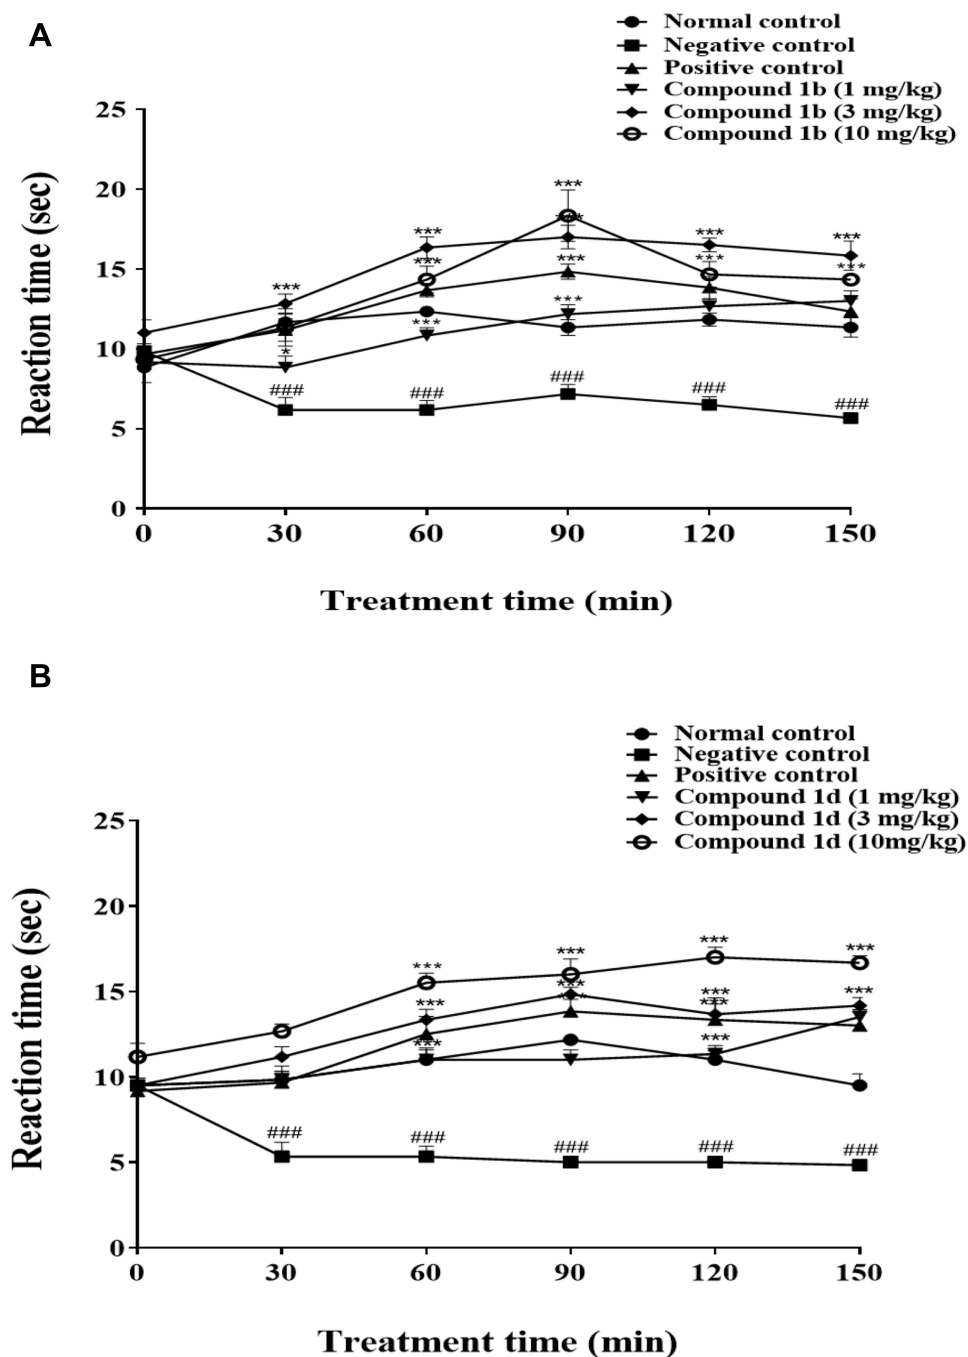 A
Normal control
Negative control
Positive control
Compound 1b (1 mg/kg)
Compound 1b (3 mg/kg)
Compound 1b (10 mg/kg)
Reaction time (sec)
25
20
15
10
5
0
***
***
***
***
***
***
***
***
***
***
***
***
*
***
###
###
###
###
###
0 30 60 90 120 150
Treatment time (min)
B
Normal control
Negative control
Positive control
Compound 1d (1 mg/kg)
Compound 1d (3 mg/kg)
Compound 1d (10mg/kg)
Reaction time (sec)
25
20
15
10
5
0
***
***
***
***
***
***
***
***
***
***
***
***
###
###
###
###
###
0 30 60 90 120 150
Treatment time (min)